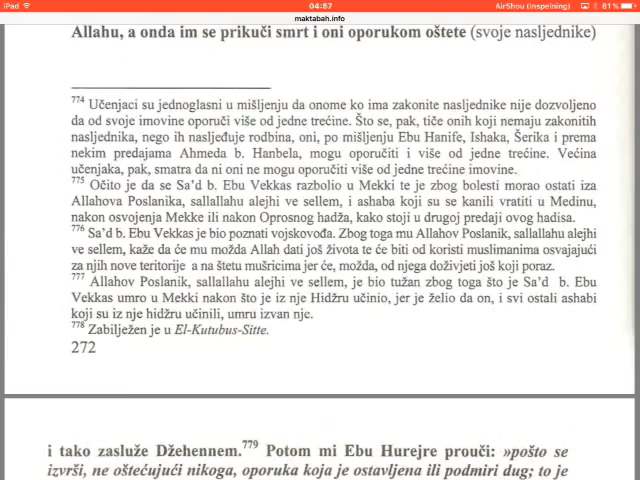 iPad 04:57 AirShou (inspelning) 81 %
maktabah.info
Allahu, a onda im se prikuči smrt i oni oporukom oštete (svoje nasljednike)
774 Učenjaci su jednoglasni u mišljenju da onome ko ima zakonite nasljednike nije dozvoljeno
da od svoje imovine oporuči više od jedne trećine. Što se, pak, tiče onih koji nemaju zakonitih
nasljednika, nego ih nasljeđuje rodbina, oni, po mišljenju Ebu Hanife, Ishaka, Šerika i prema
nekim predajama Ahmeda b. Hanbela, mogu oporučiti i više od jedne trećine. Većina
učenjaka, pak, smatra da ni oni ne mogu oporučiti više od jedne trećine imovine.
775 Očito je da se Sa'd b. Ebu Vekkas razbolio u Mekki te je zbog bolesti morao ostati iza
Allahova Poslanika, sallallahu alejhi ve sellem, i ashaba koji su se kanili vratiti u Medinu,
nakon osvojenja Mekke ili nakon Oprosnog hadža, kako stoji u drugoj predaji ovog hadisa.
776 Sa'd b. Ebu Vekkas je bio poznati vojskovođa. Zbog toga mu Allahov Poslanik, sallallahu alejhi
ve sellem, kaže da će mu možda Allah dati još života te će biti od koristi muslimanima osvajajući
za njih nove teritorije a na štetu mušricima jer će, možda, od njega doživjeti još koji poraz.
777 Allahov Poslanik, sallallahu alejhi ve sellem, je bio tužan zbog toga što je Sa'd b. Ebu
Vekkas umro u Mekki nakon što je iz nje Hidžru učinio, jer je želio da on, i svi ostali ashabi
koji su iz nje hidžru učinili, umru izvan nje.
778 Zabilježen je u El-Kutubus-Sitte.
272
i tako zasluže Džehennem.779 Potom mi Ebu Hurejre prouči: »pošto se
izvrši, ne oštećujući nikoga, oporuka koja je ostavljena ili podmiri dug; to je